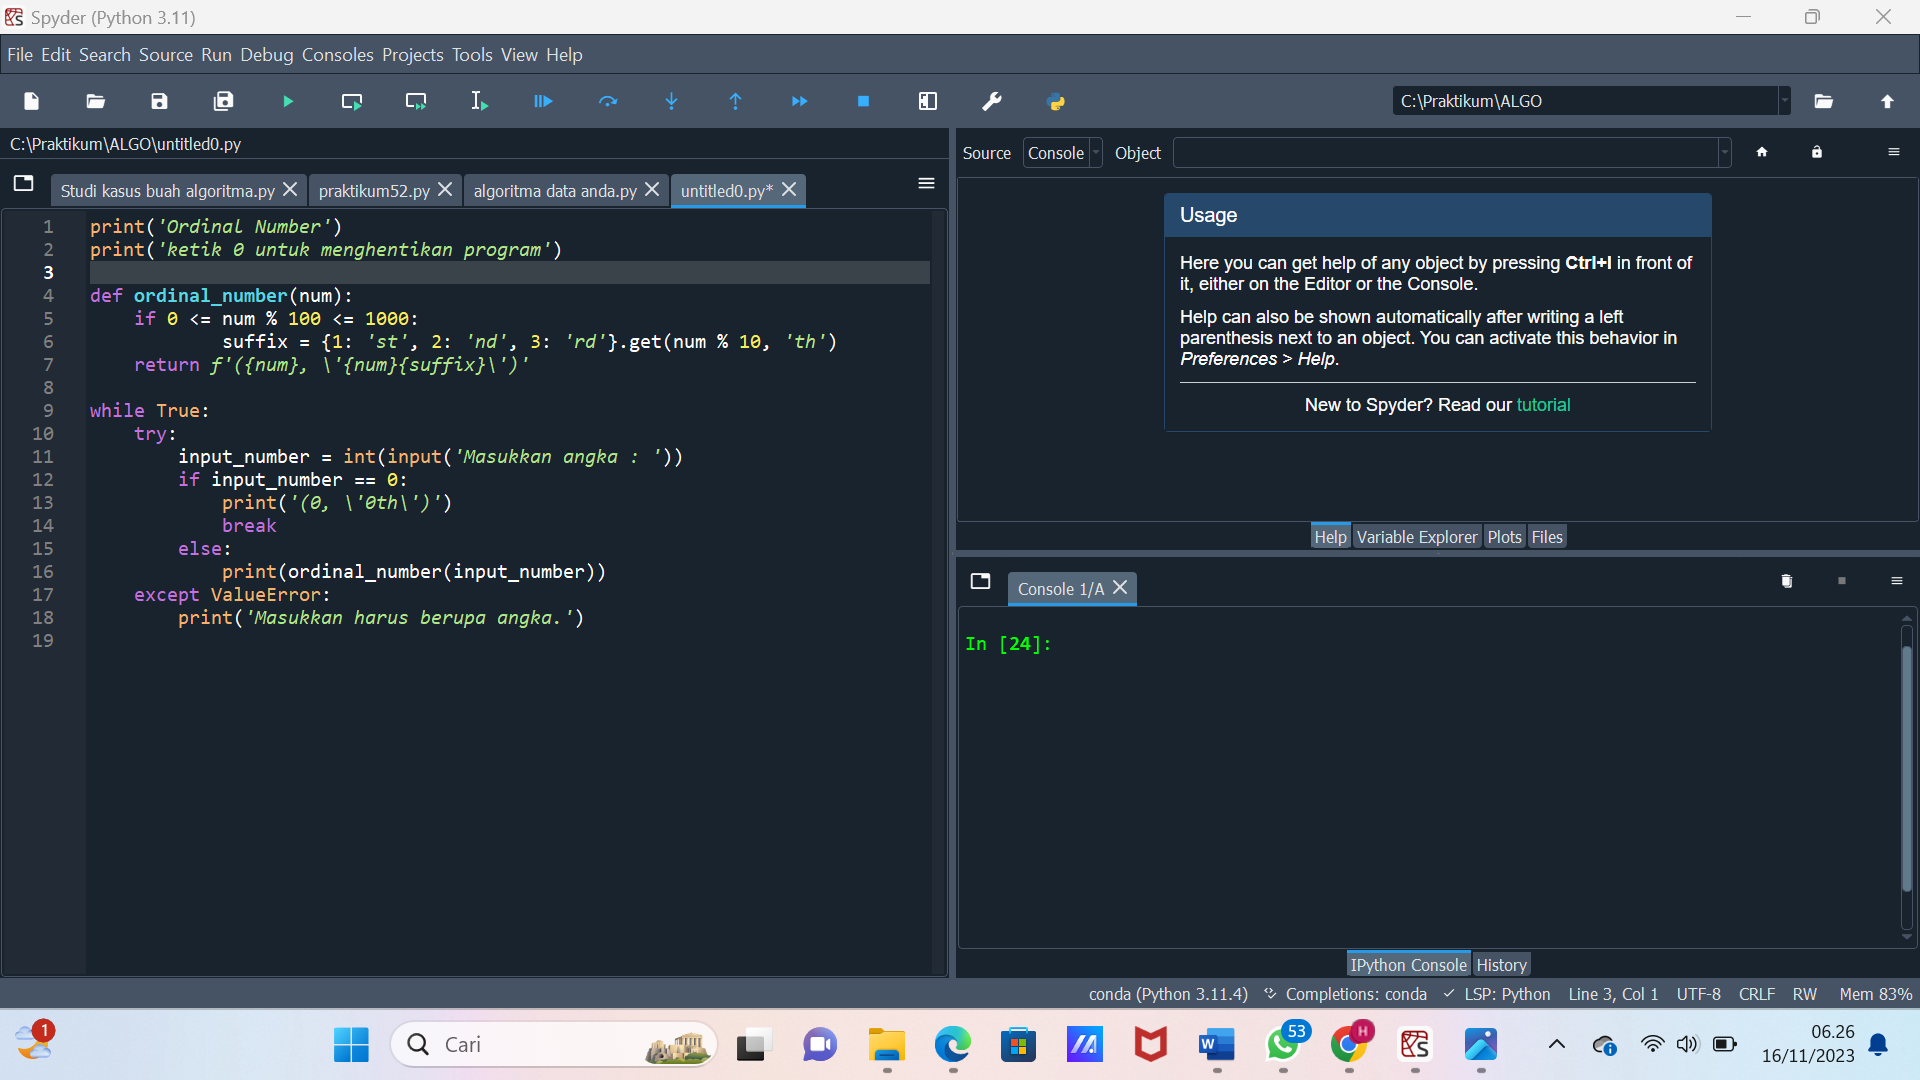 Spyder (Python 3.11)
File Edit Search Source Run Debug Consoles Projects Tools View Help
C:\Praktikum\ALGO
C:\Praktikum\ALGO\untitled0.py
Studi kasus buah algoritma.py praktikum52.py algoritma data anda.py untitled0.py*
1 print('Ordinal Number')
2 print('ketik 0 untuk menghentikan program')
3
4 def ordinal_number(num):
5     if 0 <= num % 100 <= 1000:
6             suffix = {1: 'st', 2: 'nd', 3: 'rd'}.get(num % 10, 'th')
7     return f'({num}, \'{num}{suffix}\')'
8
9 while True:
10     try:
11         input_number = int(input('Masukkan angka : '))
12         if input_number == 0:
13             print('(0, \'0th\')')
14             break
15         else:
16             print(ordinal_number(input_number))
17     except ValueError:
18         print('Masukkan harus berupa angka.')
19
Source Console Object
Usage
Here you can get help of any object by pressing Ctrl+I in front of
it, either on the Editor or the Console.
Help can also be shown automatically after writing a left
parenthesis next to an object. You can activate this behavior in
Preferences > Help.
New to Spyder? Read our tutorial
Help Variable Explorer Plots Files
Console 1/A
In [24]:
IPython Console History
conda (Python 3.11.4) Completions: conda LSP: Python Line 3, Col 1 UTF-8 CRLF RW Mem 83%
1
Cari
W
53
H
06.26
16/11/2023